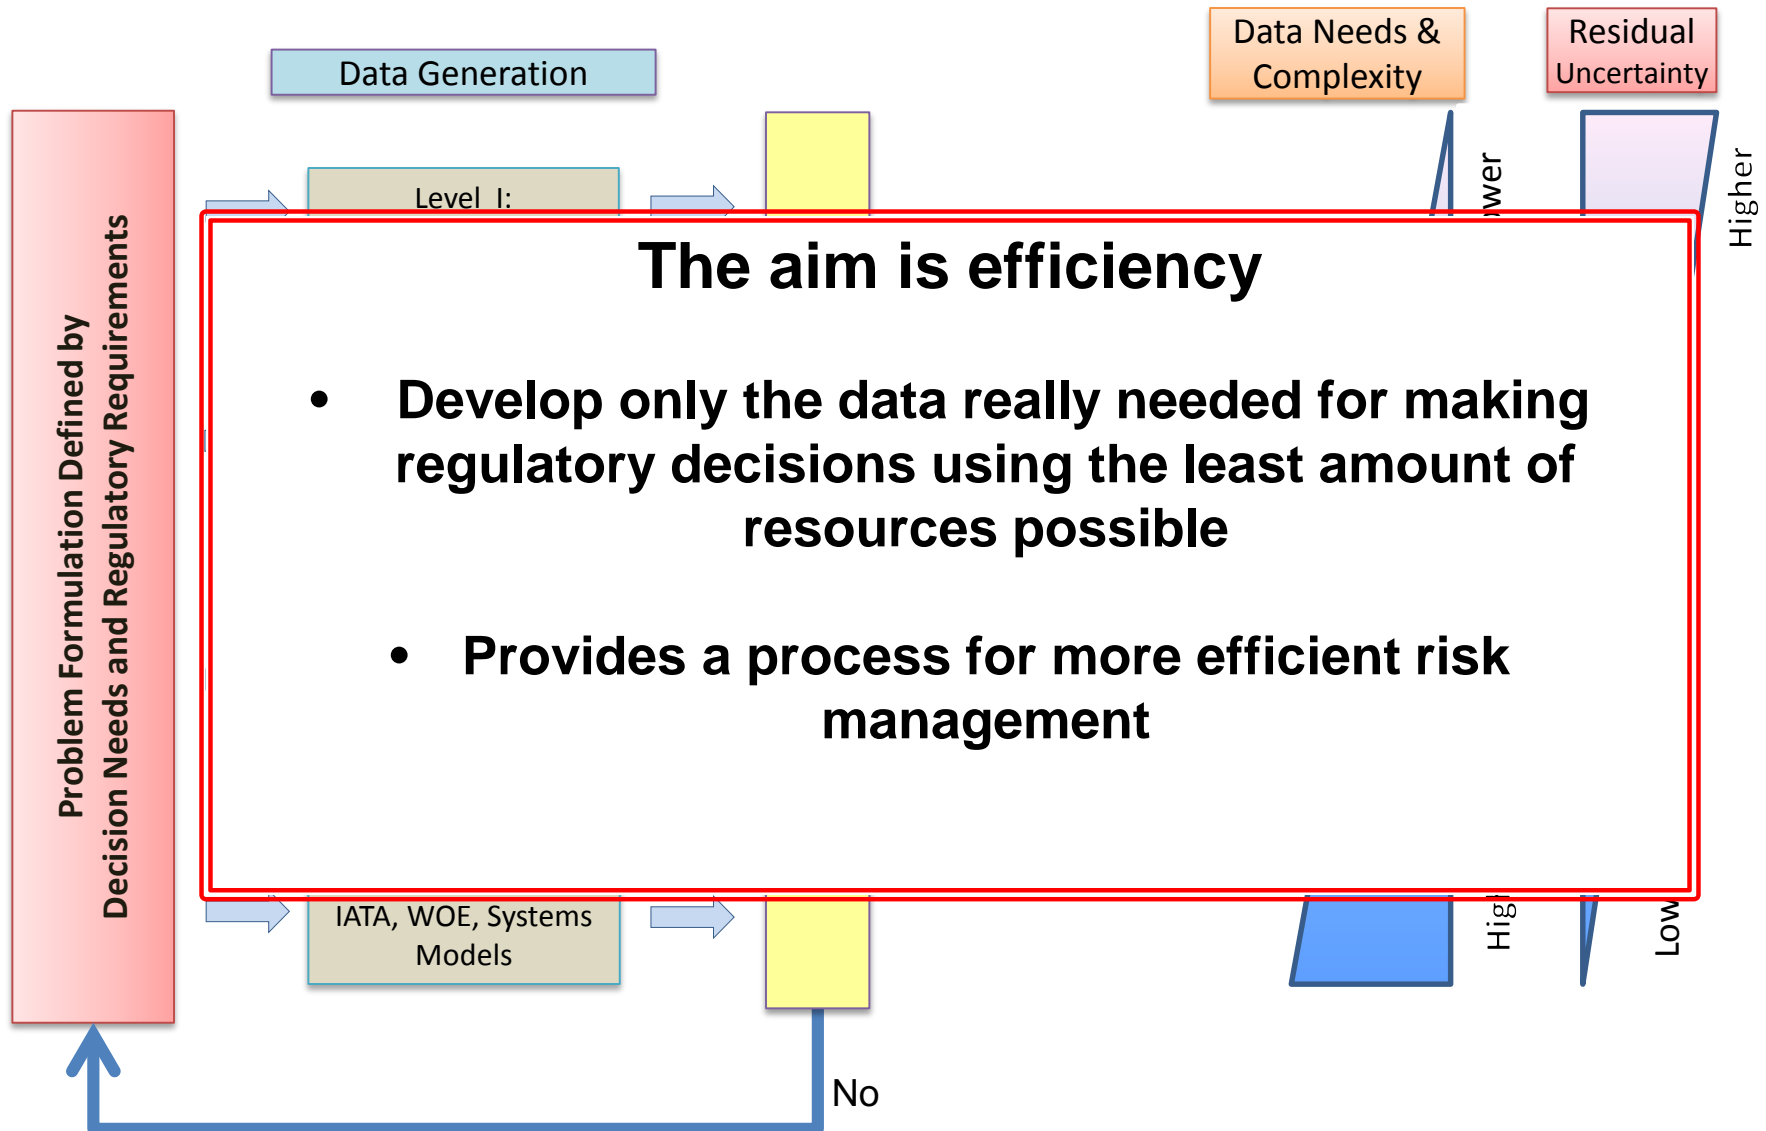 Data Generation
Data Needs &
Complexity
Residual
Uncertainty
Problem Formulation Defined by
Decision Needs and Regulatory Requirements
Level I:
Higher
The aim is efficiency
• Develop only the data really needed for making
regulatory decisions using the least amount of
resources possible
• Provides a process for more efficient risk
management
IATA, WOE, Systems
Models
No